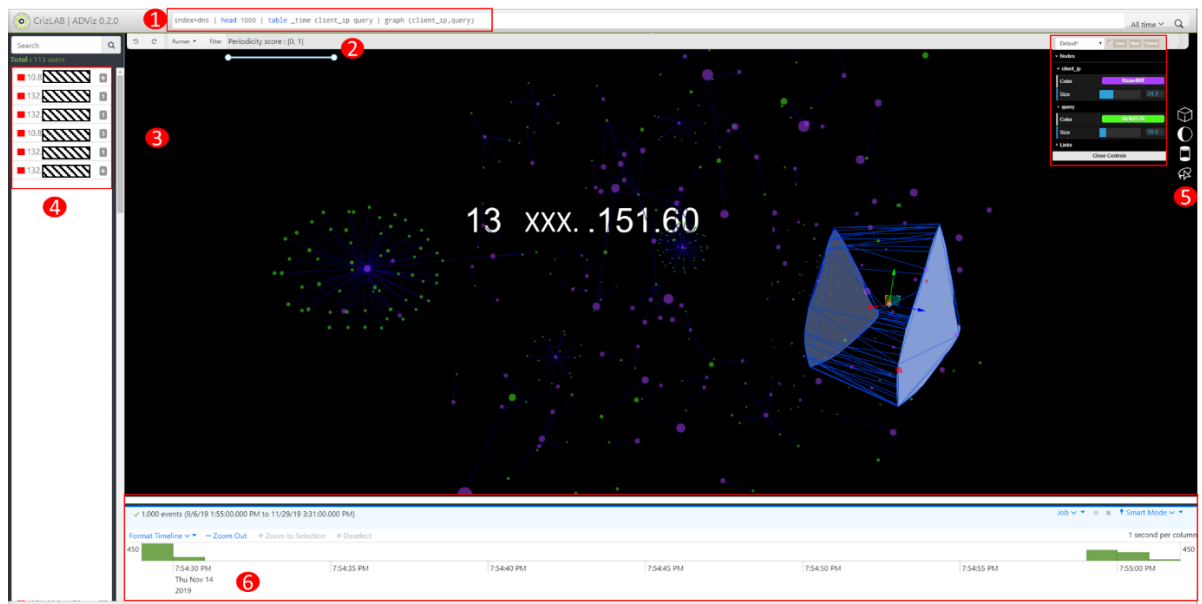 CrizLAB | ADViz 0.2.0
1
index=dns | head 1000 | table _time client_ip query | graph (client_ip,query)
All time
Search
Total : 113 users
Runner
Filter
Periodicity score : [0, 1]
2
Default*
Nodes
client_ip
Color
Size 34.3
query
Color
Size
Links
Close Controls
10.8 6
132. 1
132. 1
10.8 3
132. 1
132. 6
3
4
5
13 xxx. .151.60
✓ 1,000 events (9/6/19 1:55:00.000 PM to 11/29/19 3:31:00.000 PM)
Job
Smart Mode
Format Timeline
− Zoom Out
+ Zoom to Selection
× Deselect
1 second per column
450
450
7:54:30 PM
Thu Nov 14
2019
7:54:35 PM
7:54:40 PM
7:54:45 PM
7:54:50 PM
7:54:55 PM
7:55:00 PM
6